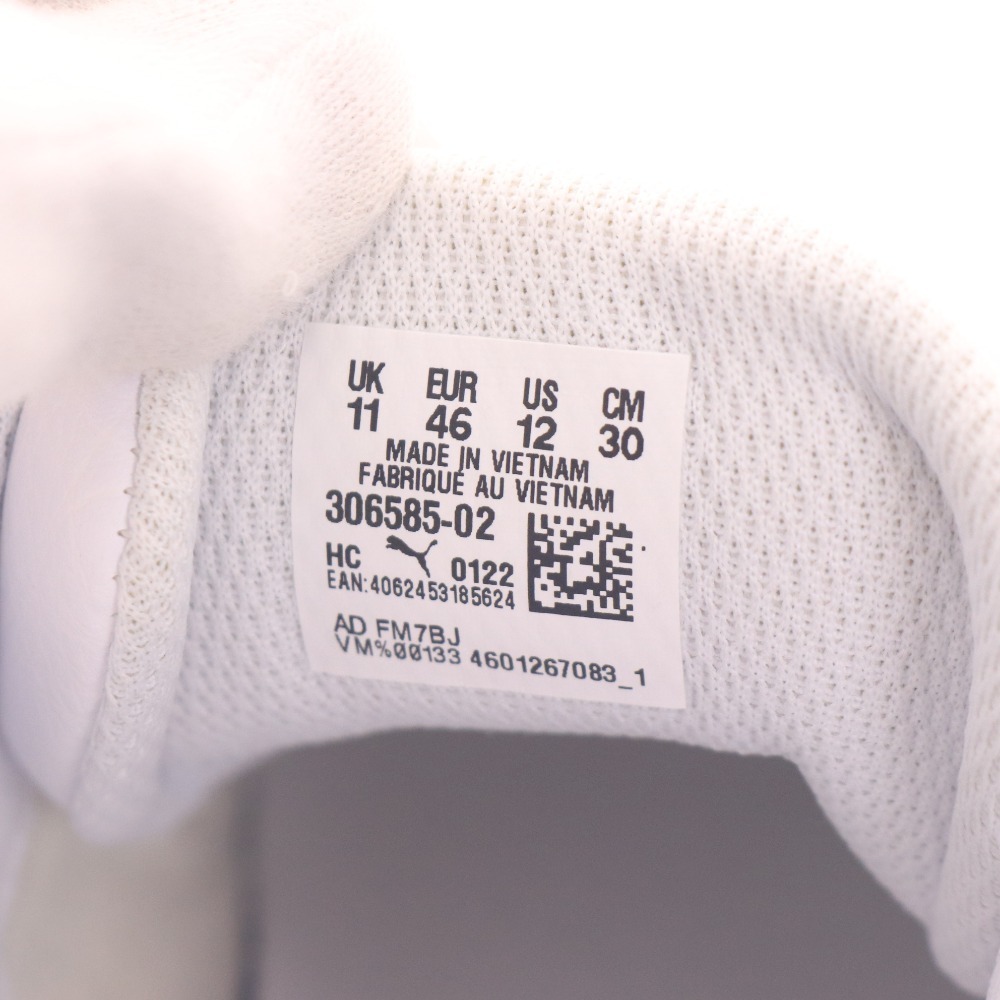 UK EUR US CM
11 46 12 30
MADE IN VIETNAM
FABRIQUÉ AU VIETNAM
306585-02
HC 0122
EAN:4062453185624
AD FM7BJ
VM%00133 4601267083_1